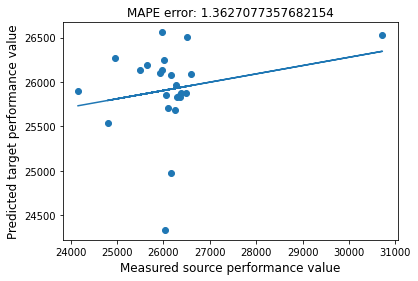 MAPE error: 1.3627077357682154
26500
26000
25500
25000
24500
Predicted target performance value
24000 25000 26000 27000 28000 29000 30000 31000
Measured source performance value